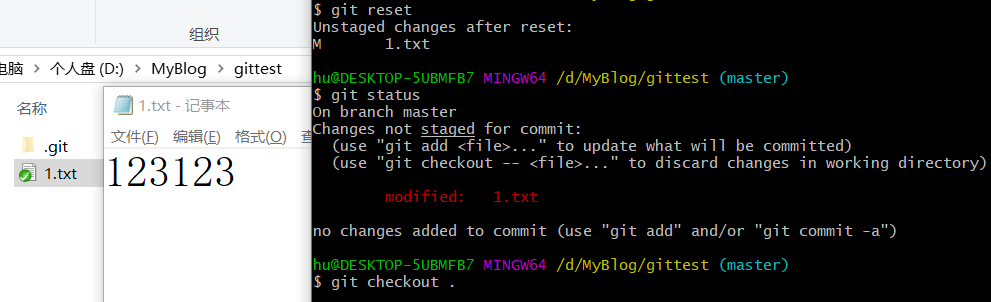 组织
电脑 > 个人盘 (D:) > MyBlog > gittest
名称
.git
1.txt
1.txt - 记事本
文件(F) 编辑(E) 格式(O) 查
123123
$ git reset
Unstaged changes after reset:
M 1.txt
hu@DESKTOP-5UBMFB7 MINGW64 /d/MyBlog/gittest (master)
$ git status
On branch master
Changes not staged for commit:
(use "git add <file>..." to update what will be committed)
(use "git checkout -- <file>..." to discard changes in working directory)
modified: 1.txt
no changes added to commit (use "git add" and/or "git commit -a")
hu@DESKTOP-5UBMFB7 MINGW64 /d/MyBlog/gittest (master)
$ git checkout .